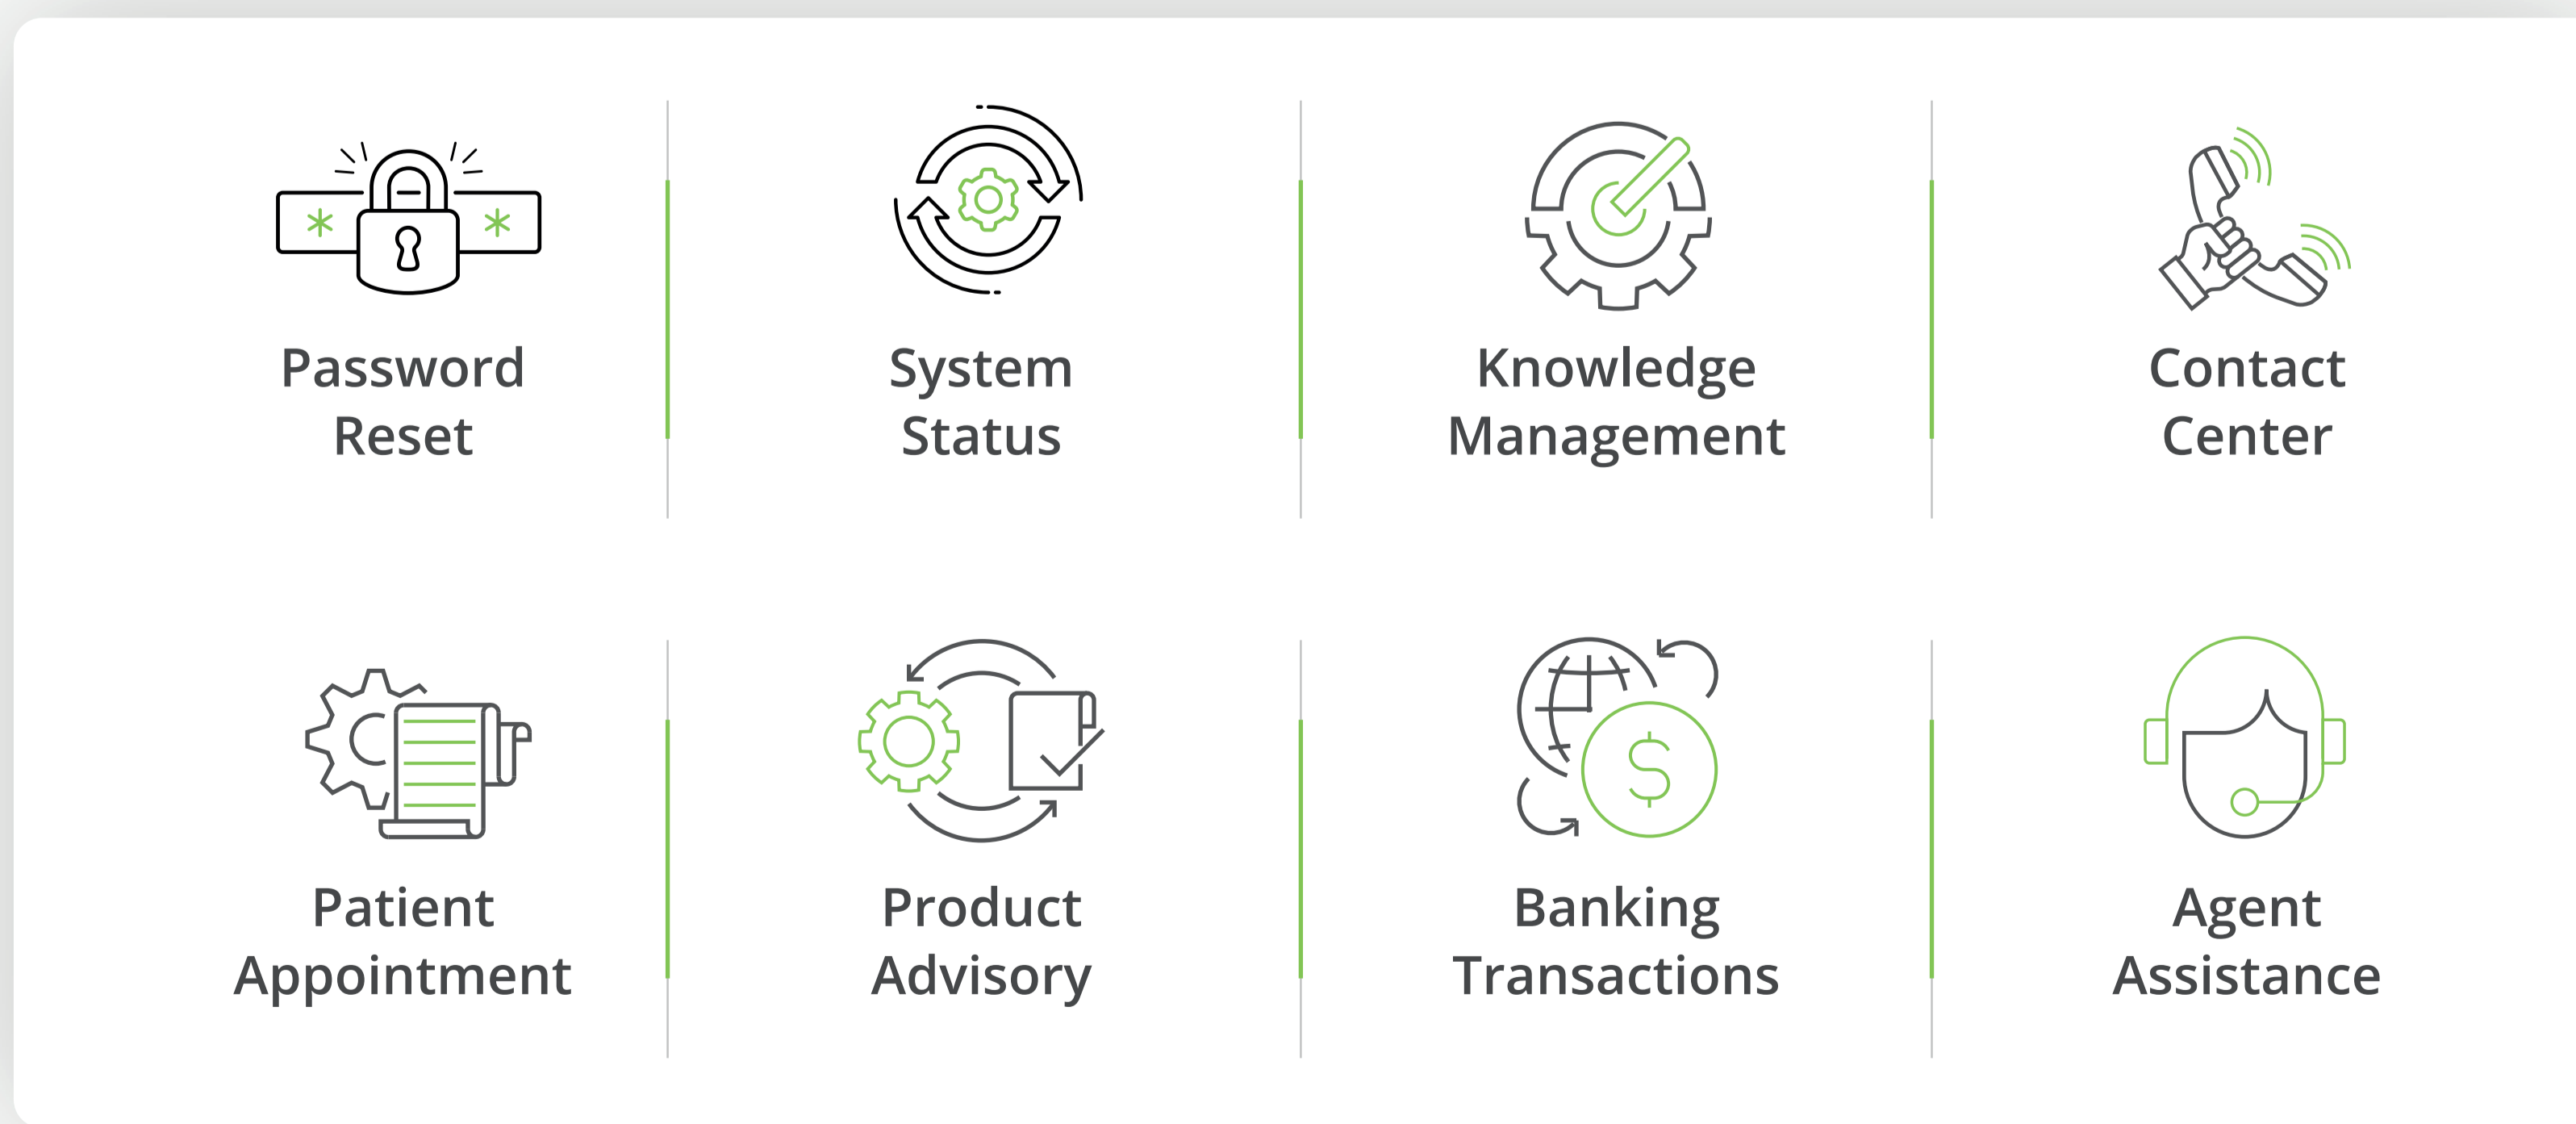 Password
Reset
System
Status
Knowledge
Management
Contact
Center
Patient
Appointment
Product
Advisory
Banking
Transactions
Agent
Assistance